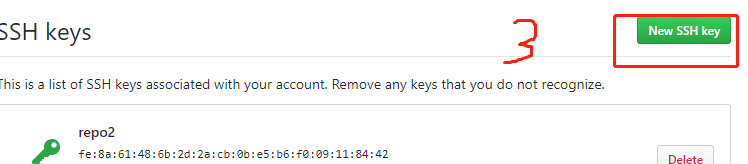 SSH keys
New SSH key
3
This is a list of SSH keys associated with your account. Remove any keys that you do not recognize.
repo2
fe:8a:61:48:6b:2d:2a:cb:0b:e5:b6:f0:09:11:84:42
Delete